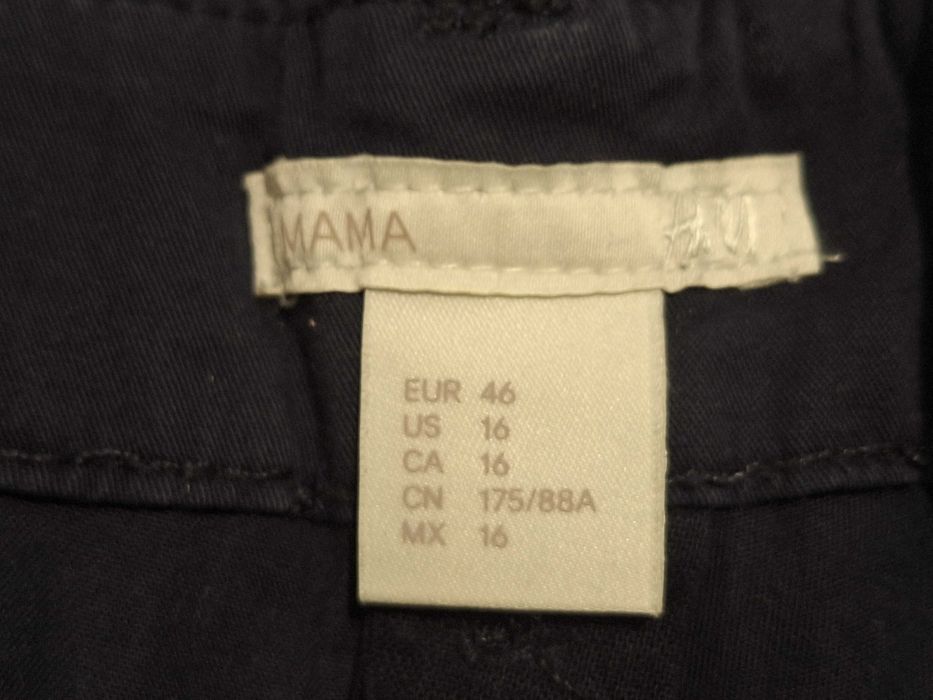 MAMA
EUR 46
US 16
CA 16
CN 175/88A
MX 16